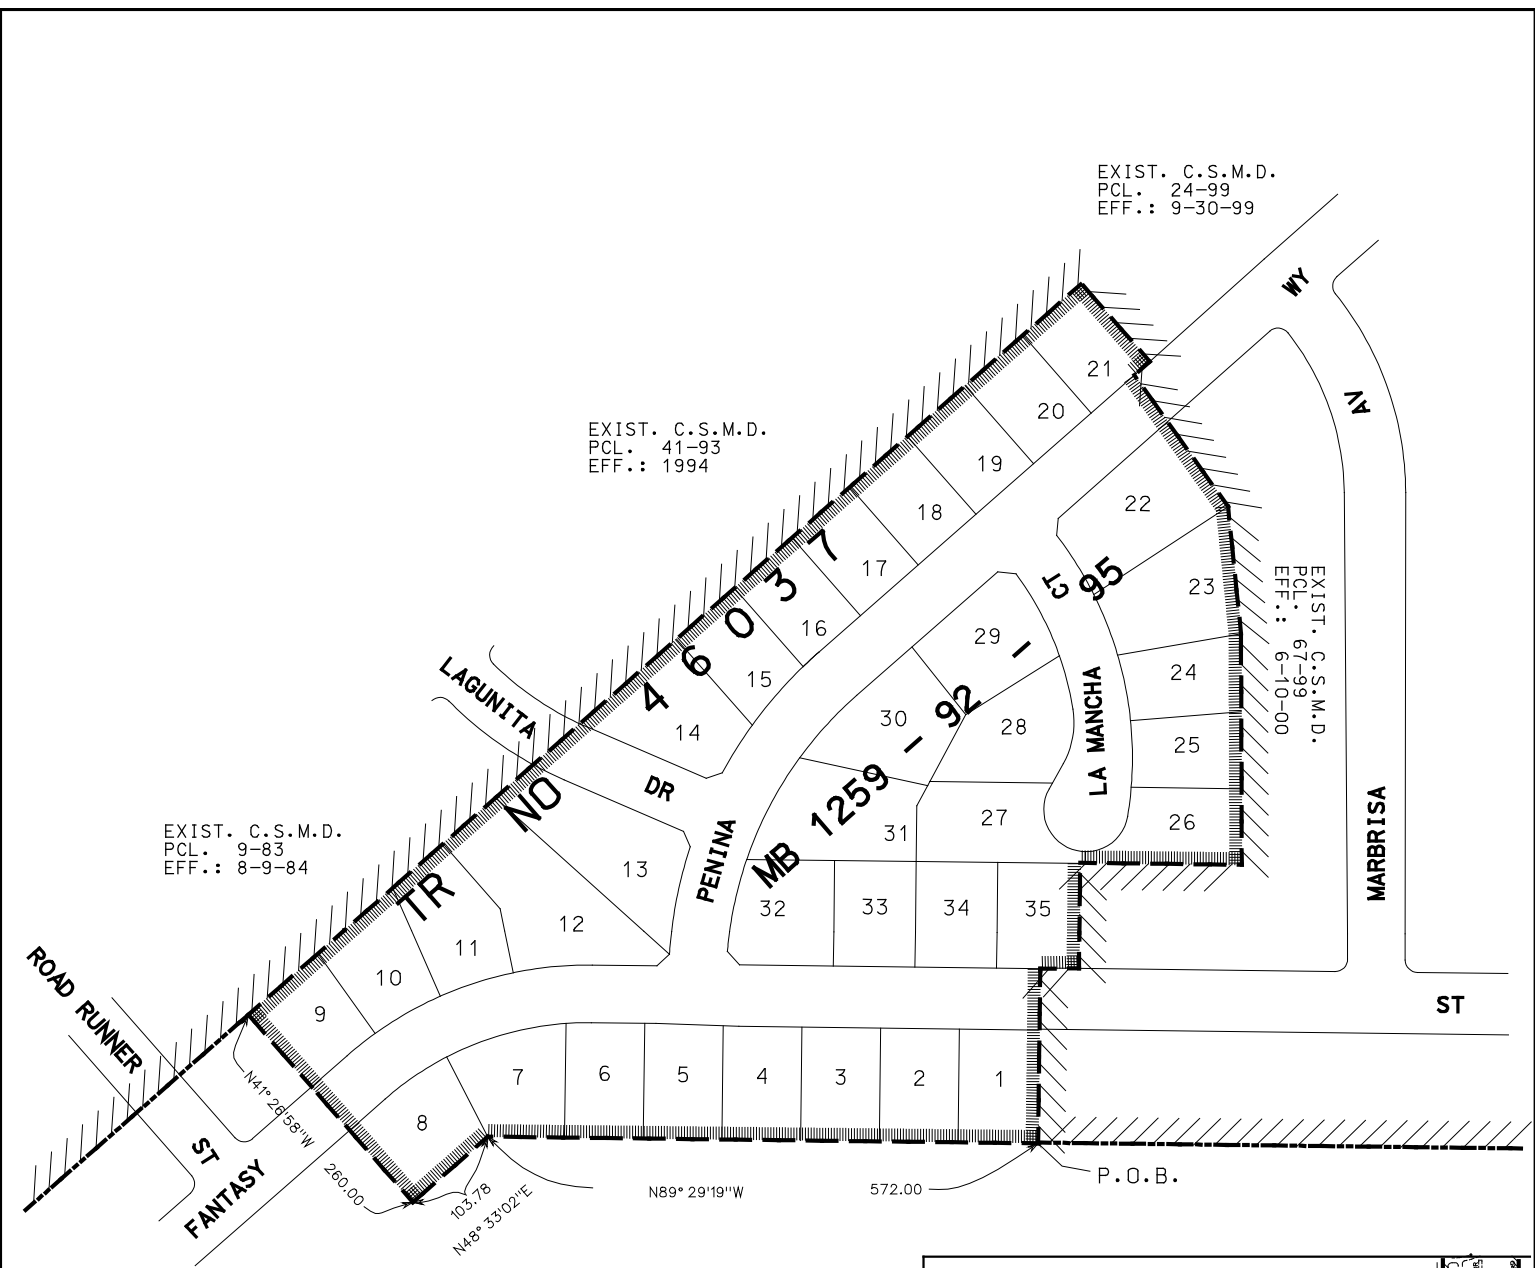 EXIST. C.S.M.D.
PCL. 24-99
EFF.: 9-30-99
WY
AV
EXIST. C.S.M.D.
PCL. 41-93
EFF.: 1994
21
20
19
18
17
16
15
14
22
23
24
25
26
EXIST. C.S.M.D.
PCL. 67-99
EFF.: 6-10-00
TR NO 46037
MB 1259 - 92 - 95
CT
LA MANCHA
29
30
28
27
31
LAGUNITA
DR
PENINA
MARBRISA
EXIST. C.S.M.D.
PCL. 9-83
EFF.: 8-9-84
13
12
11
10
9
32
33
34
35
ROAD RUNNER
ST
ST
FANTASY
8
7
6
5
4
3
2
1
N41°26'58"W
260.00
103.78
N48°33'02"E
N89°29'19"W
572.00
P.O.B.